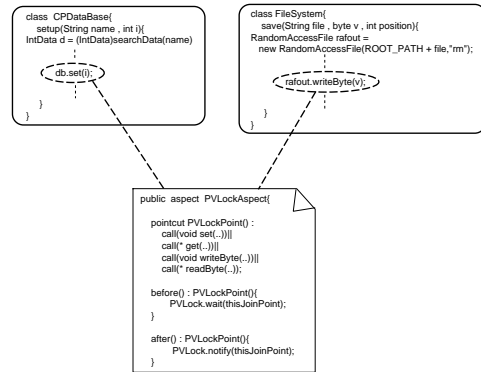 class CPDataBase{
setup(String name , int i){
IntData d = (IntData)searchData(name)
db.set(i);
}
}
class FileSystem{
save(String file , byte v , int position){
RandomAccessFile rafout =
new RandomAccessFile(ROOT_PATH + file,"rm");
rafout.writeByte(v);
}
}
public aspect PVLockAspect{
pointcut PVLockPoint() :
call(void set(..))||
call(* get(..))||
call(void writeByte(..))||
call(* readByte(..));
before() : PVLockPoint(){
PVLock.wait(thisJoinPoint);
}
after() : PVLockPoint(){
PVLock.notify(thisJoinPoint);
}